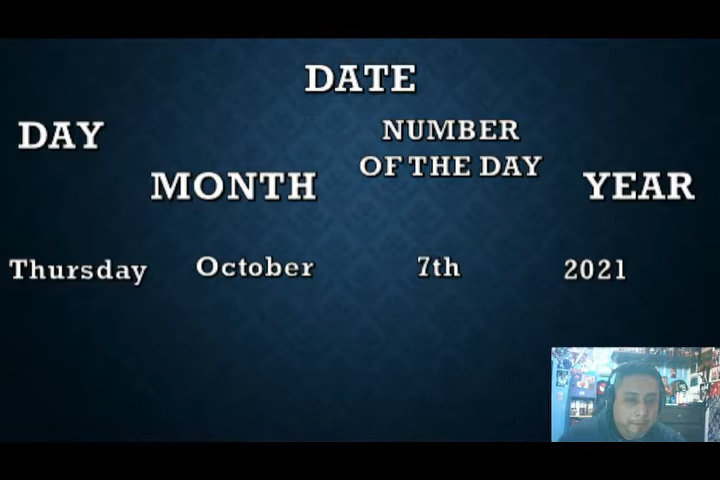 DATE
DAY
MONTH
NUMBER
OF THE DAY
YEAR
Thursday
October
7th
2021